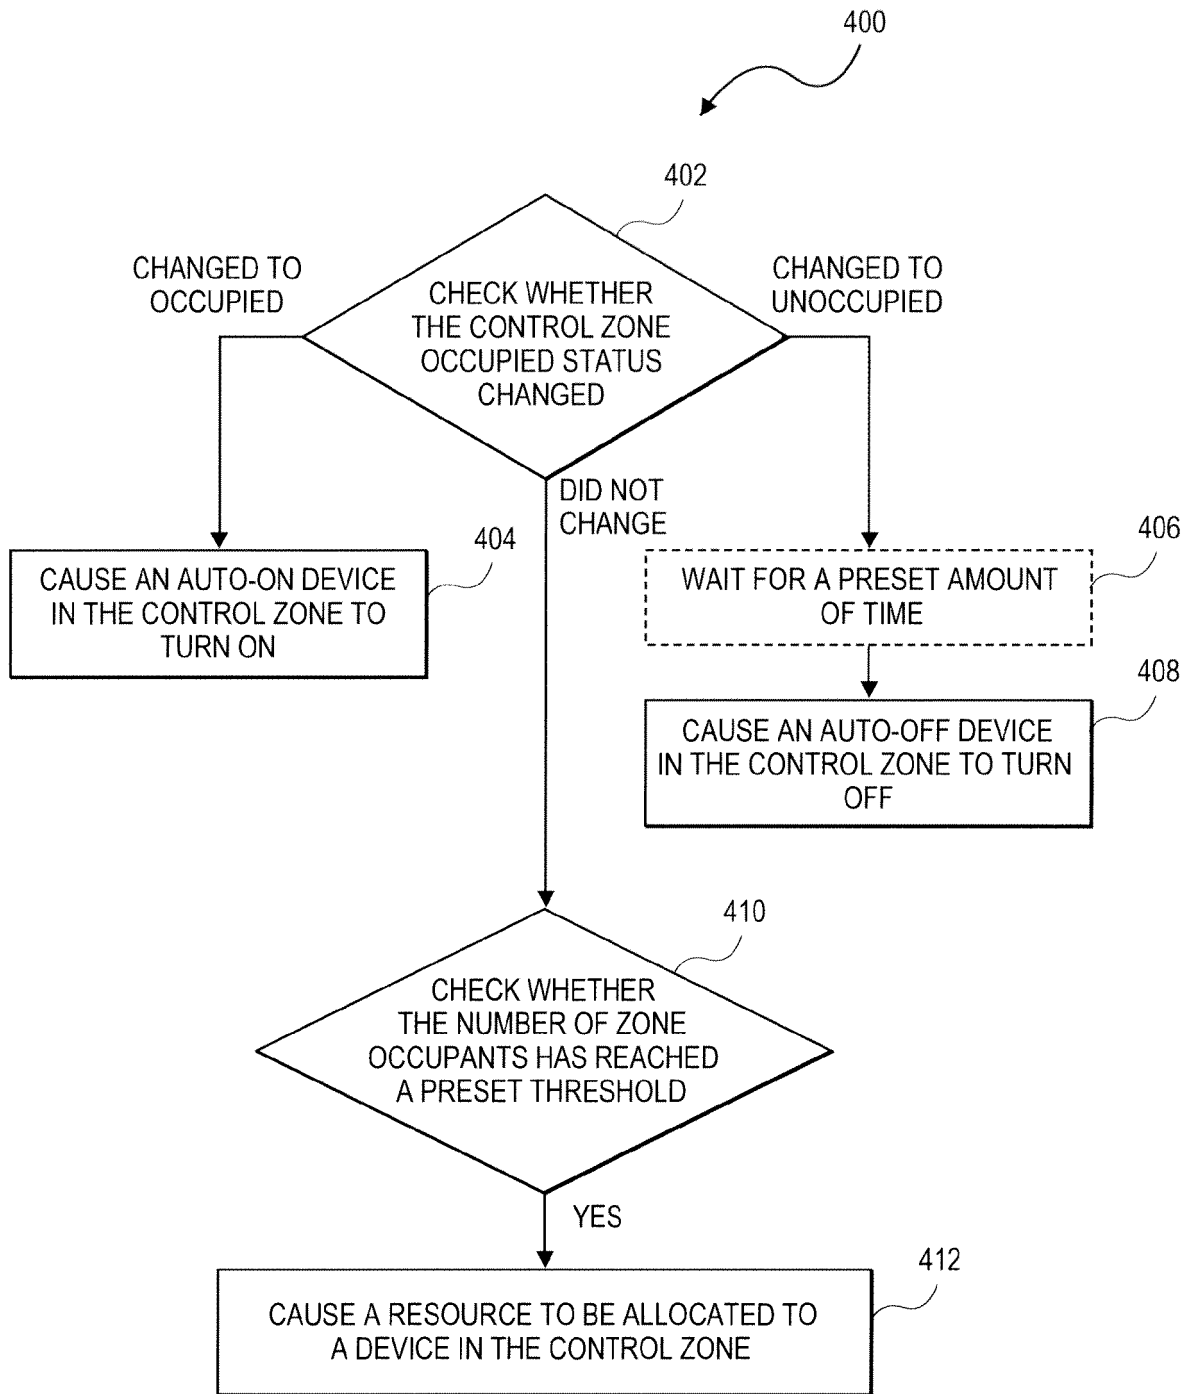 400
402
CHANGED TO
OCCUPIED
CHECK WHETHER
THE CONTROL ZONE
OCCUPIED STATUS
CHANGED
CHANGED TO
UNOCCUPIED
DID NOT
CHANGE
404
CAUSE AN AUTO-ON DEVICE
IN THE CONTROL ZONE TO
TURN ON
406
WAIT FOR A PRESET AMOUNT
OF TIME
408
CAUSE AN AUTO-OFF DEVICE
IN THE CONTROL ZONE TO TURN
OFF
410
CHECK WHETHER
THE NUMBER OF ZONE
OCCUPANTS HAS REACHED
A PRESET THRESHOLD
YES
412
CAUSE A RESOURCE TO BE ALLOCATED TO
A DEVICE IN THE CONTROL ZONE